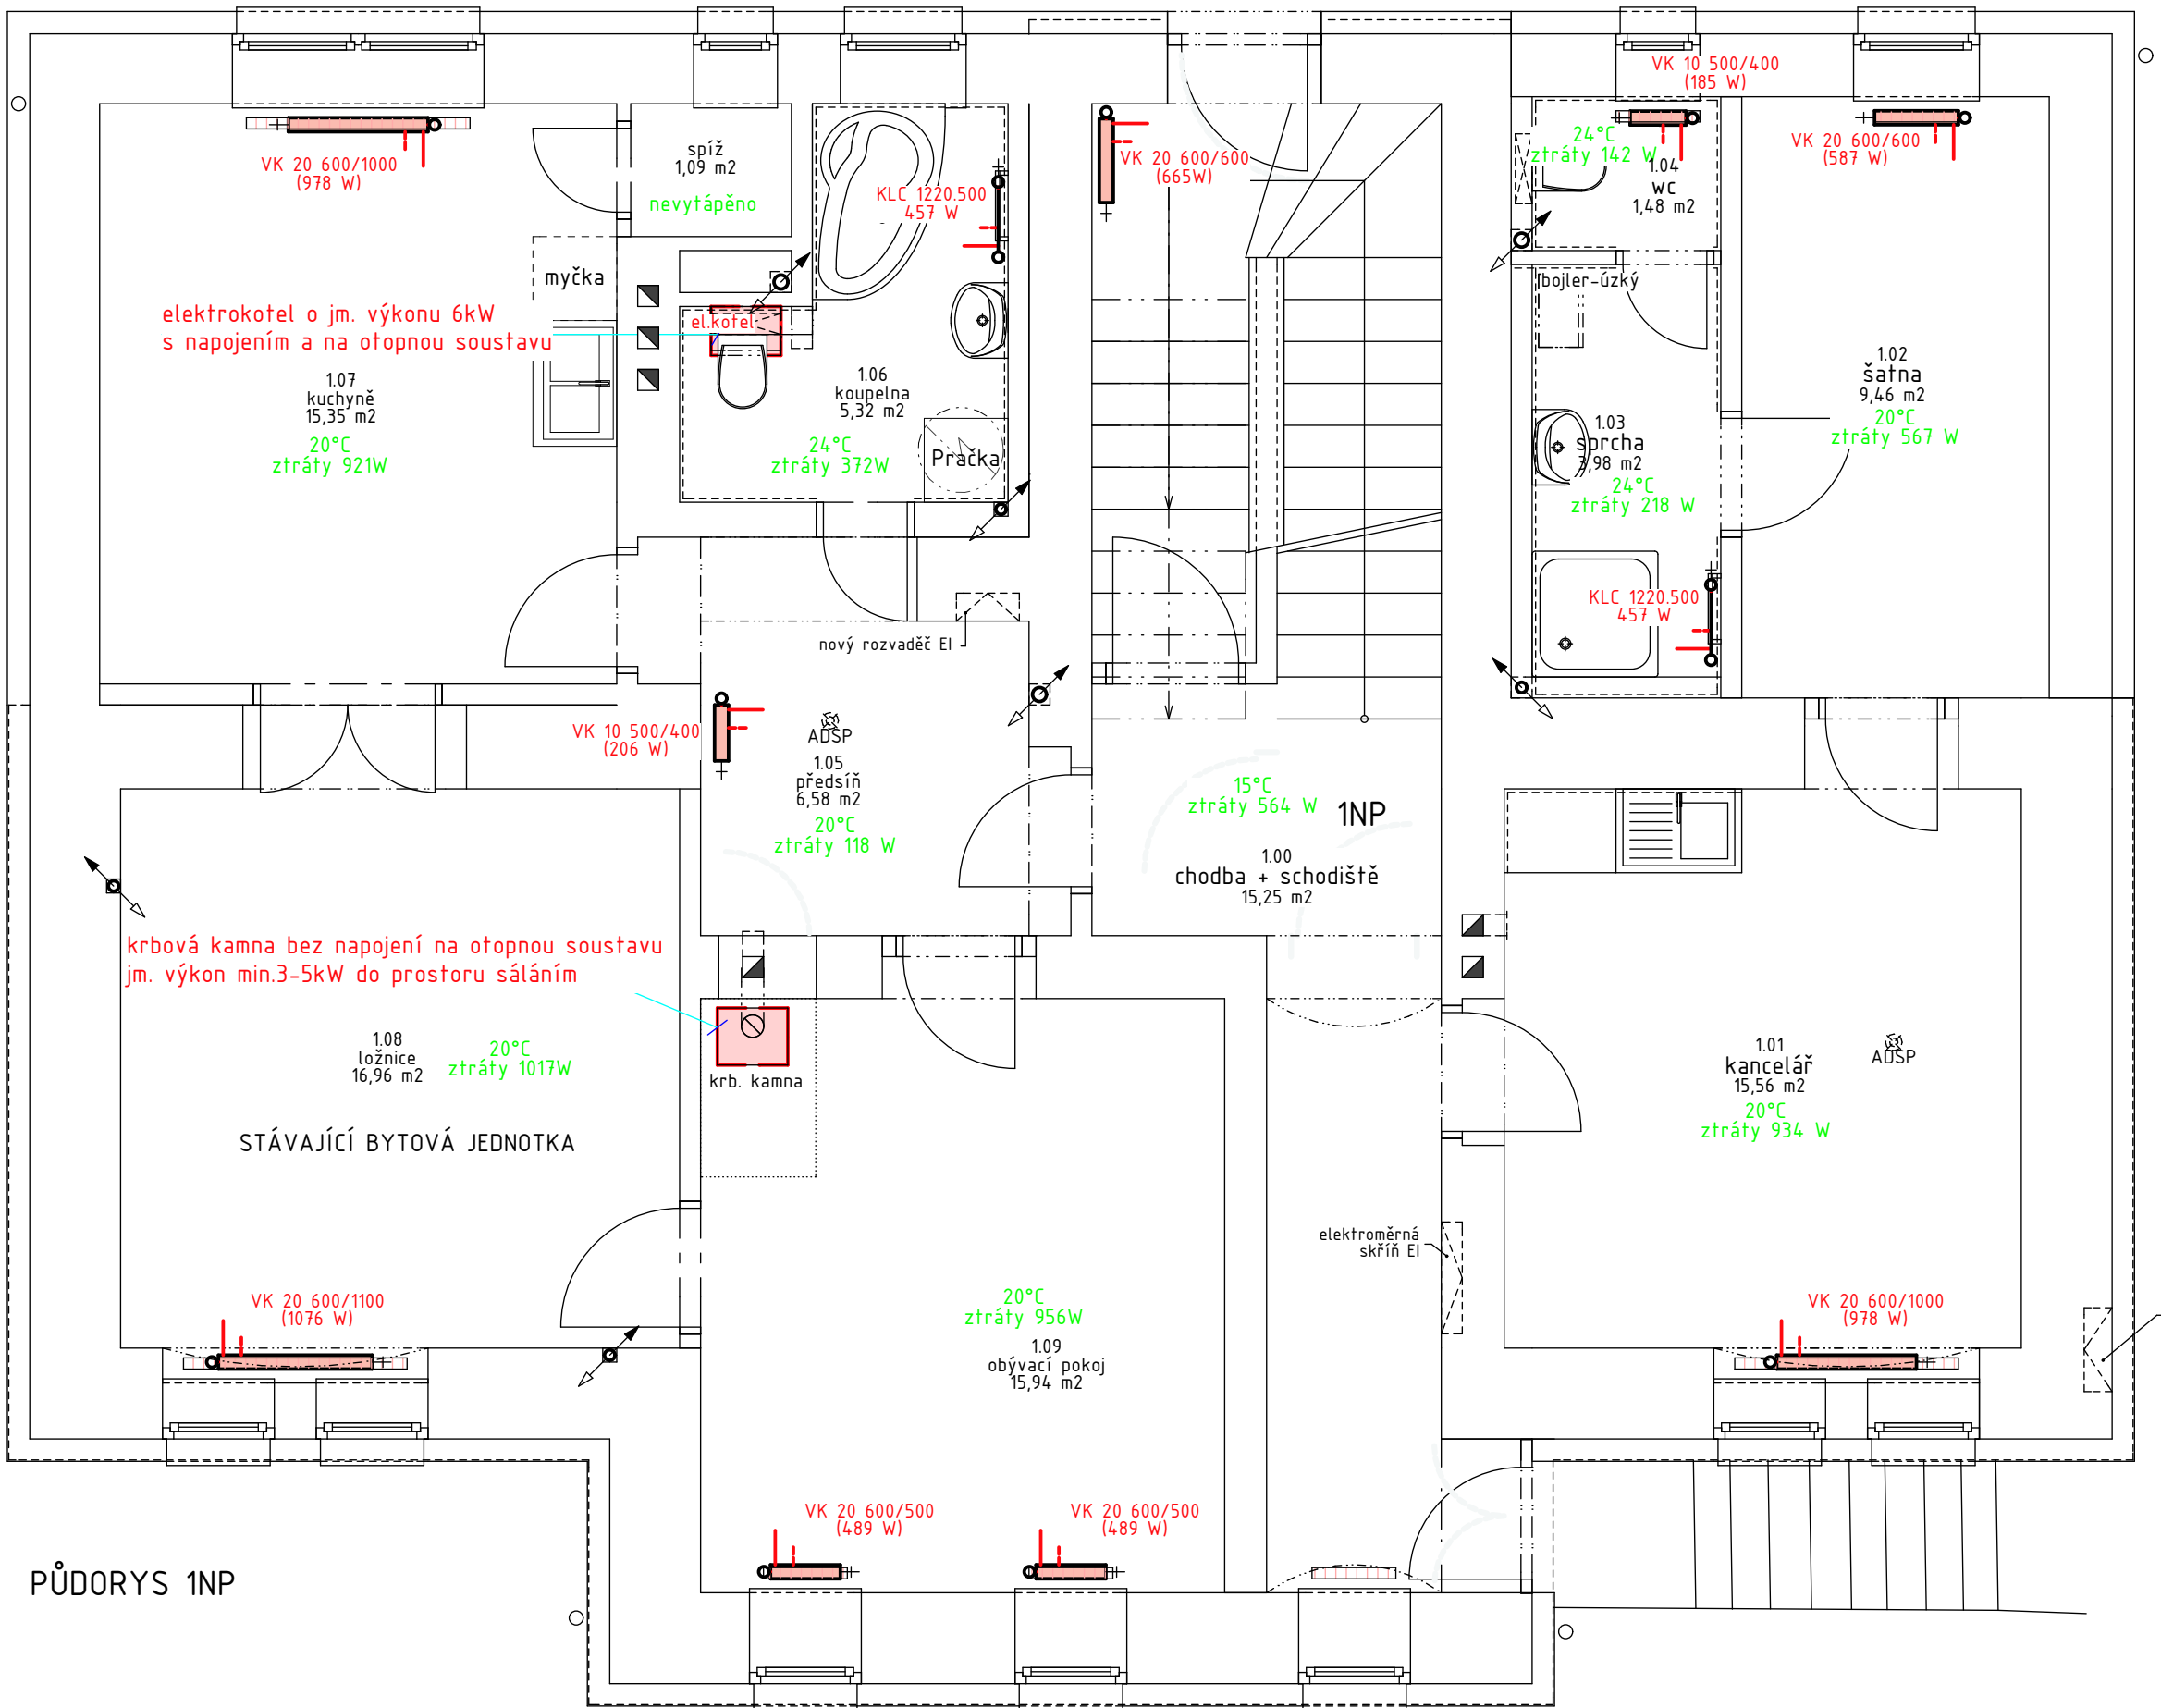 VK 20 600/1000
(978 W)
spíž
1,09 m2
nevytápěno
KLC 1220.500
457 W
VK 20 600/600
(665W)
VK 10 500/400
(185 W)
24°C
ztráty 142 W
1.04
WC
1,48 m2
VK 20 600/600
(587 W)
myčka
elektrokotel o jm. výkonu 6kW
s napojením a na otopnou soustavu
el.kotel
bojler-úzký
1.07
kuchyně
15,35 m2
20°C
ztráty 921W
1.06
koupelna
5,32 m2
24°C
ztráty 372W
Pračka
1.02
šatna
9,46 m2
20°C
ztráty 567 W
1.03
sprcha
3,98 m2
24°C
ztráty 218 W
KLC 1220.500
457 W
nový rozvaděč El
VK 10 500/400
(206 W)
ADSP
1.05
předsíň
6,58 m2
20°C
ztráty 118 W
15°C
ztráty 564 W
1NP
1.00
chodba + schodiště
15,25 m2
krbová kamna bez napojení na otopnou soustavu
jm. výkon min.3-5kW do prostoru sáláním
1.08
ložnice
16,96 m2
20°C
ztráty 1017W
krb. kamna
STÁVAJÍCÍ BYTOVÁ JEDNOTKA
1.01
kancelář
15,56 m2
20°C
ztráty 934 W
ADSP
elektroměrná
skříň El
VK 20 600/1100
(1076 W)
20°C
ztráty 956W
1.09
obývací pokoj
15,94 m2
VK 20 600/1000
(978 W)
VK 20 600/500
(489 W)
VK 20 600/500
(489 W)
PŮDORYS 1NP